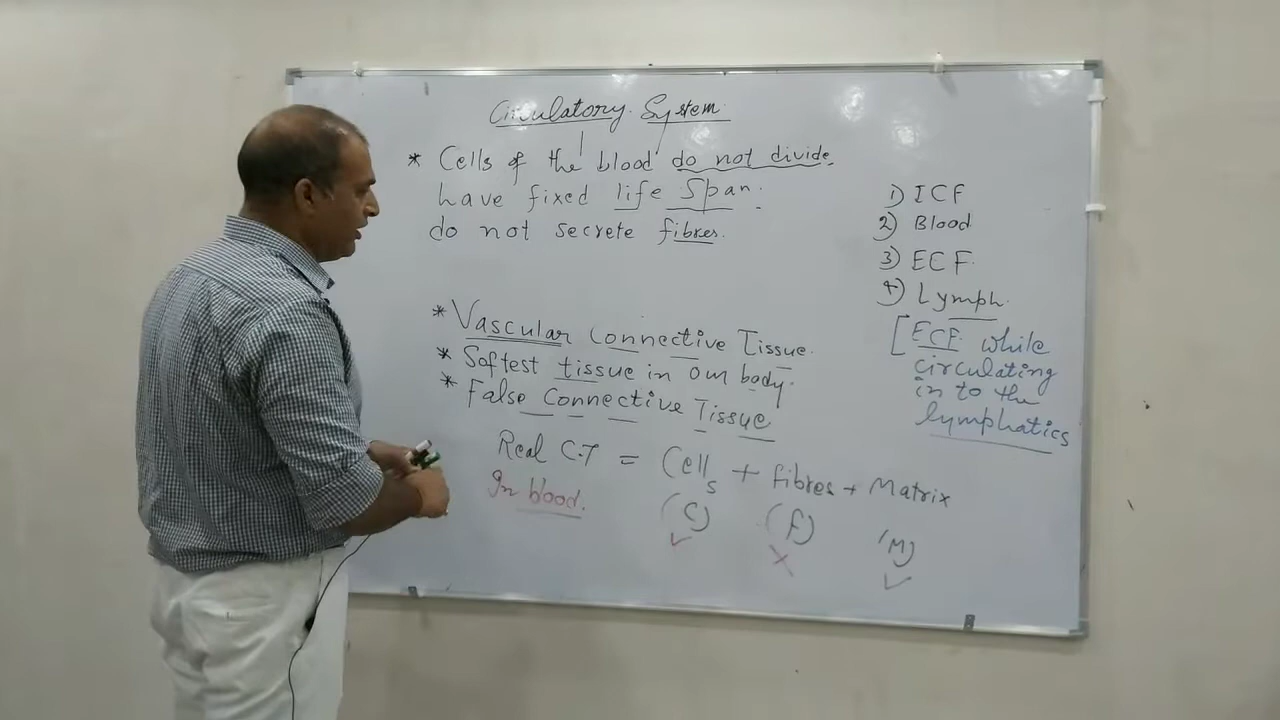 Circulatory System
* Cells of the blood do not divide.
have fixed life span.
do not secrete fibres.
* Vascular Connective Tissue.
* Softest tissue in our body.
* False Connective Tissue
Real C.T = Cells + fibres + Matrix
In blood. (C) (F) (M)
✓ ✗ ✓
1) ICF
2) Blood
3) ECF.
4) Lymph.
[ECF while
circulating
in to the
lymphatics